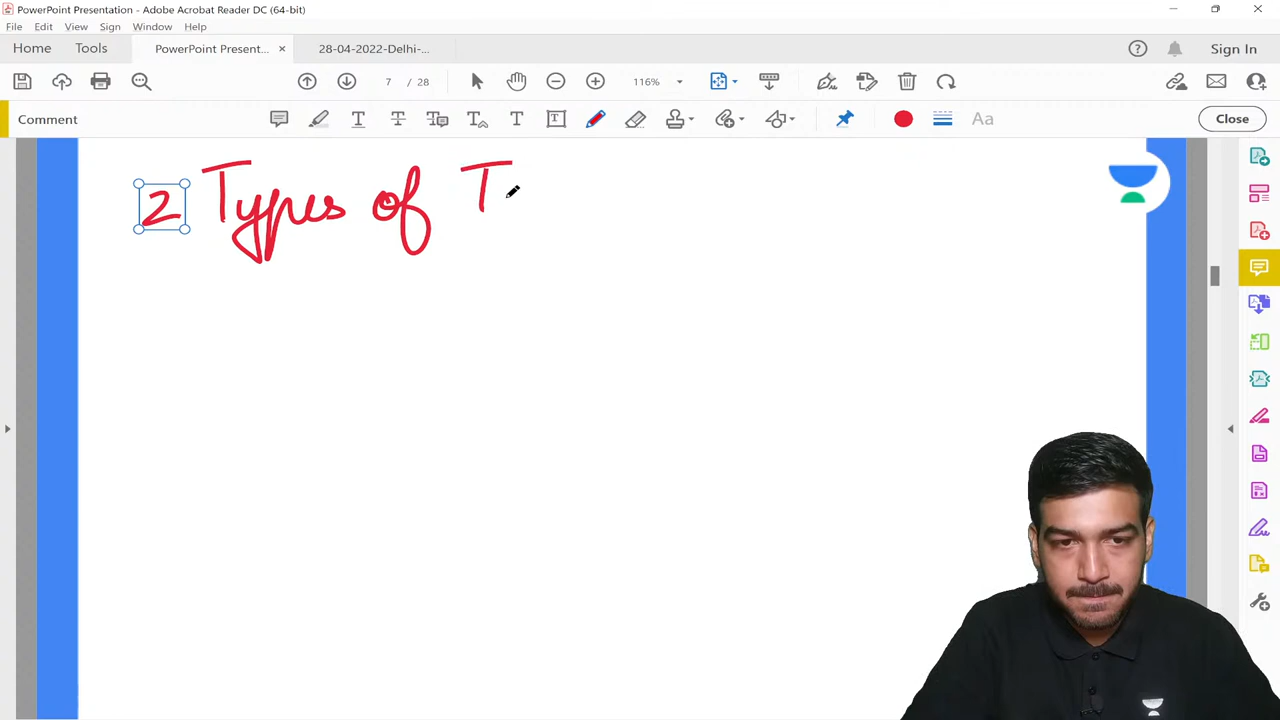 PowerPoint Presentation - Adobe Acrobat Reader DC (64-bit)
File Edit View Sign Window Help
Home Tools PowerPoint Present... × 28-04-2022-Delhi-... Sign In
7 / 28 116%
Comment Aa Close
2 Types of T